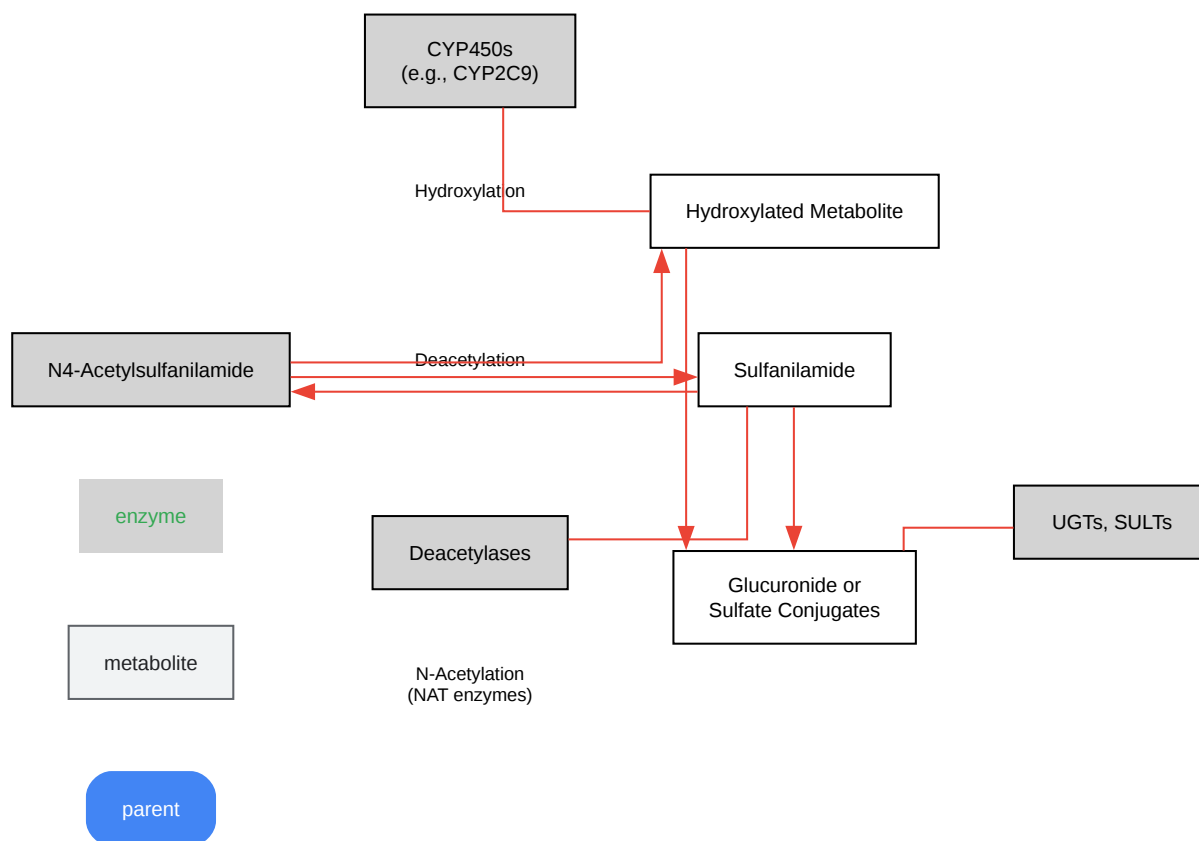 CYP450s
(e.g., CYP2C9)
Hydroxylation
Hydroxylated Metabolite
N4-Acetylsulfanilamide
Deacetylation
Sulfanilamide
enzyme
Deacetylases
UGTs, SULTs
Glucuronide or
Sulfate Conjugates
metabolite
N-Acetylation
(NAT enzymes)
parent